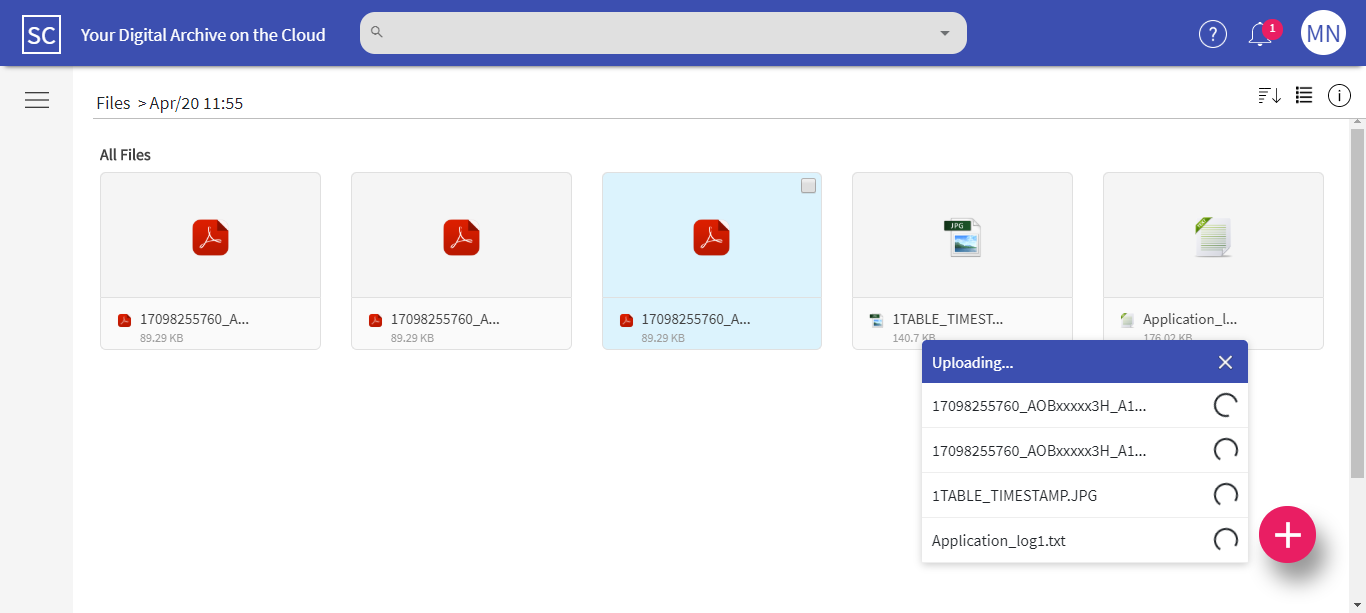 SC Your Digital Archive on the Cloud ? 1 MN
Files > Apr/20 11:55
All Files
JPG
17098255760_A... 17098255760_A... 17098255760_A... 1TABLE_TIMEST... Application_l...
89.29 KB 89.29 KB 89.29 KB 140.7 KB 176.02 KB
Uploading...
17098255760_AOBxxxxx3H_A1...
17098255760_AOBxxxxx3H_A1...
1TABLE_TIMESTAMP.JPG
Application_log1.txt